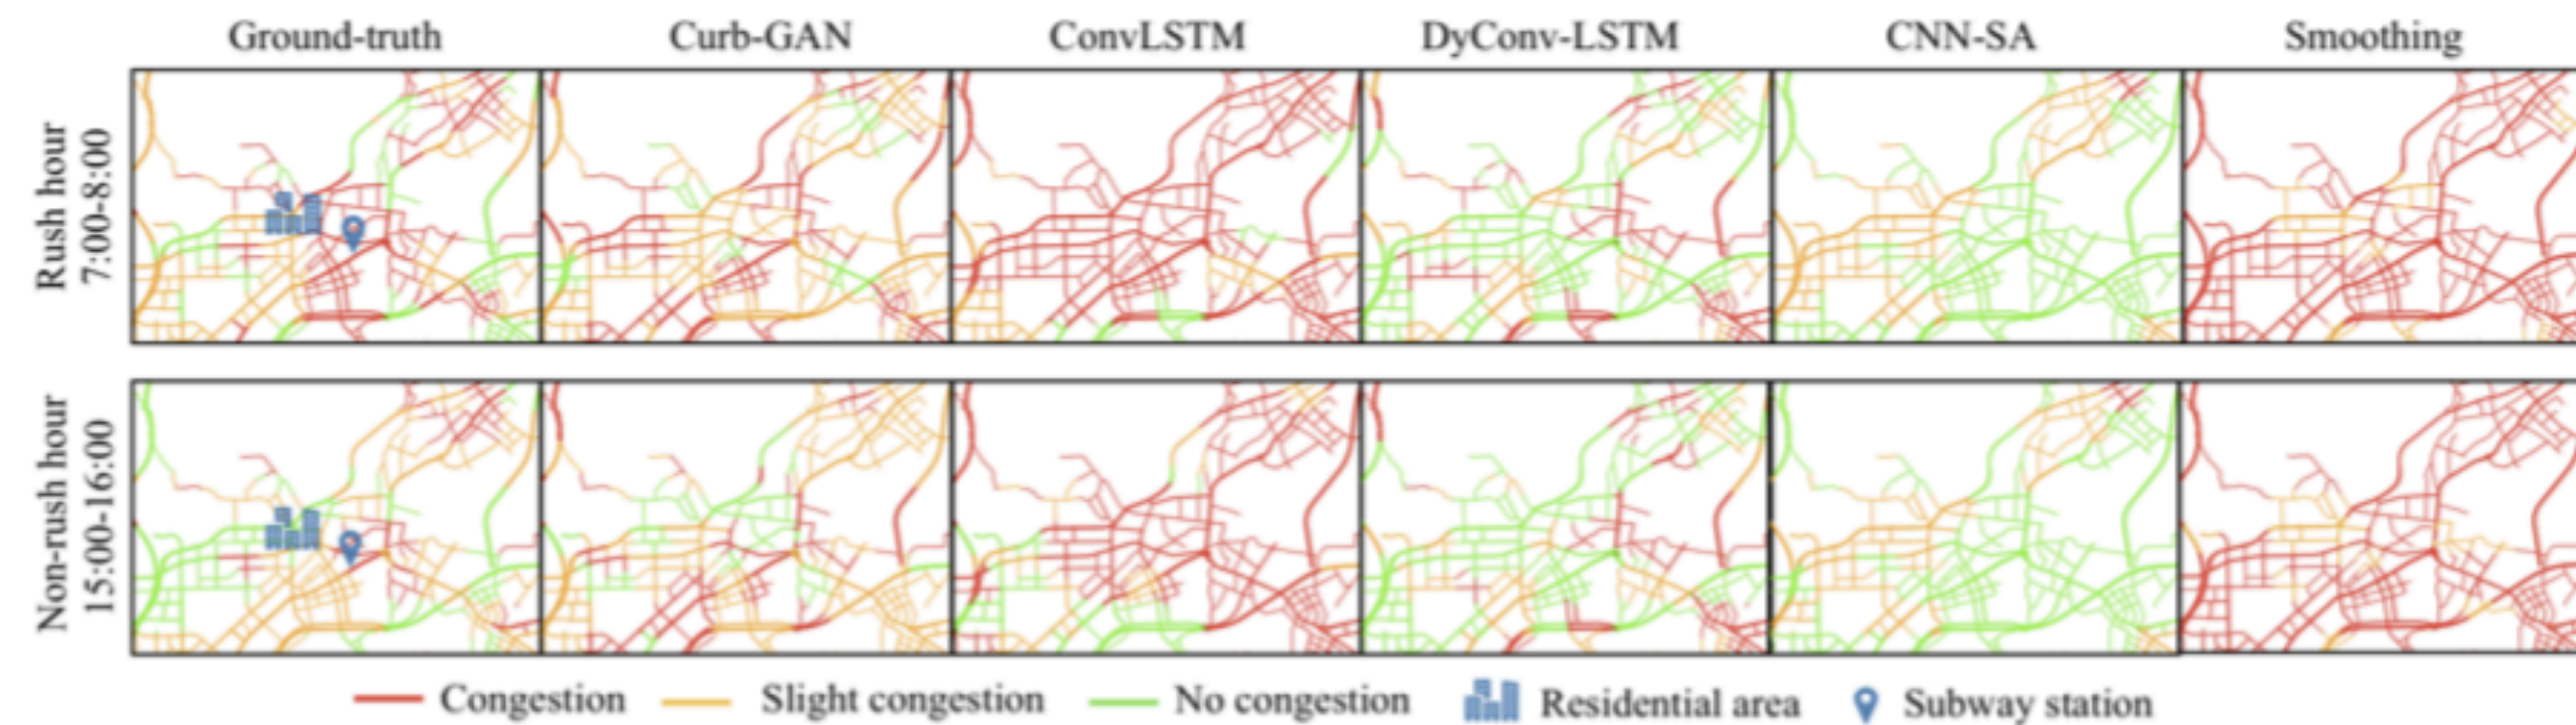 Ground-truth Curb-GAN ConvLSTM DyConv-LSTM CNN-SA Smoothing
Rush hour
7:00-8:00
Non-rush hour
15:00-16:00
Congestion Slight congestion No congestion Residential area Subway station